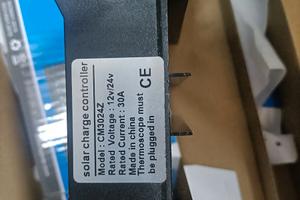 solar charge controller
Model : CM3024Z
Rated Voltage : 12v/24v
Rated Current : 30A
Made in china
Thermoscope must
be plugged in
CE